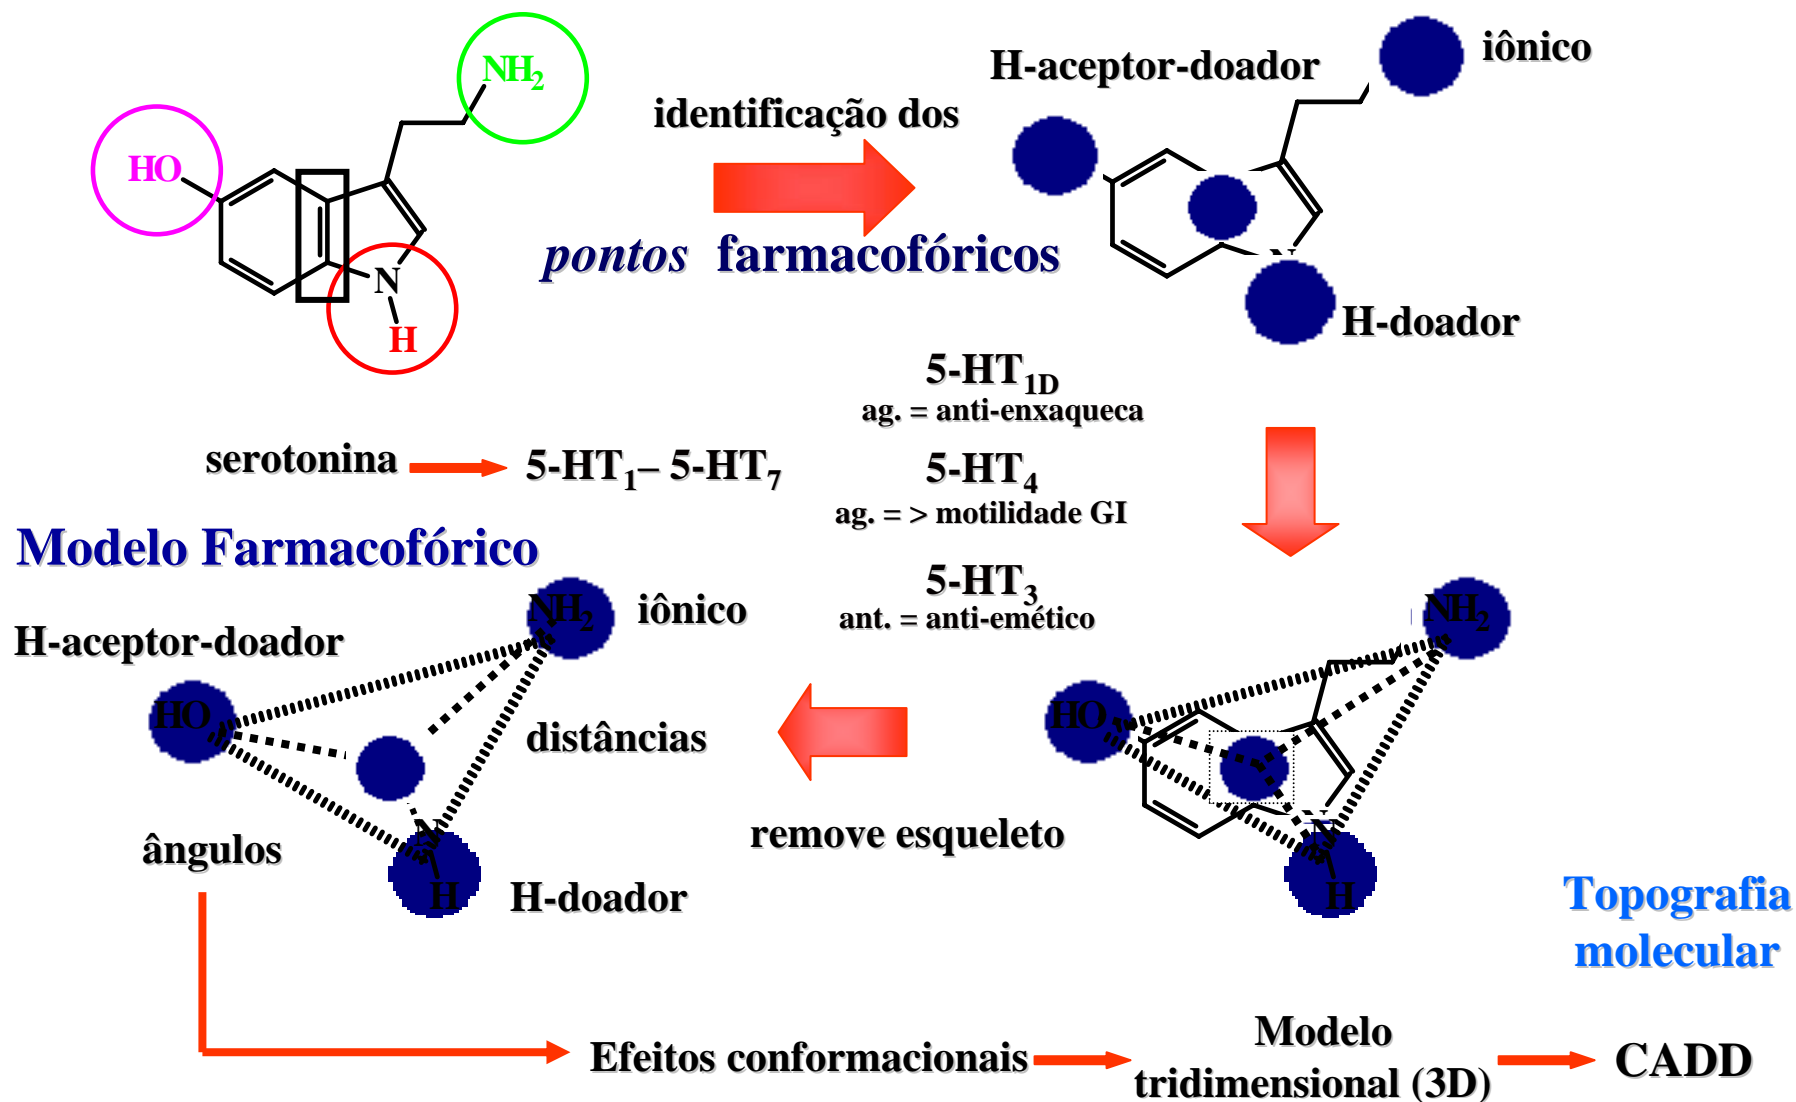 NH2
HO
N
H
identificação dos
pontos farmacofóricos
H-aceptor-doador
iônico
N
H-doador
5-HT1D
ag. = anti-enxaqueca
serotonina
5-HT1– 5-HT7
5-HT4
ag. = > motilidade GI
5-HT3
ant. = anti-emético
Modelo Farmacofórico
NH2
iônico
H-aceptor-doador
HO
distâncias
N
H
ângulos
H-doador
remove esqueleto
NH2
HO
N
H
Topografia
molecular
Efeitos conformacionais
Modelo
tridimensional (3D)
CADD